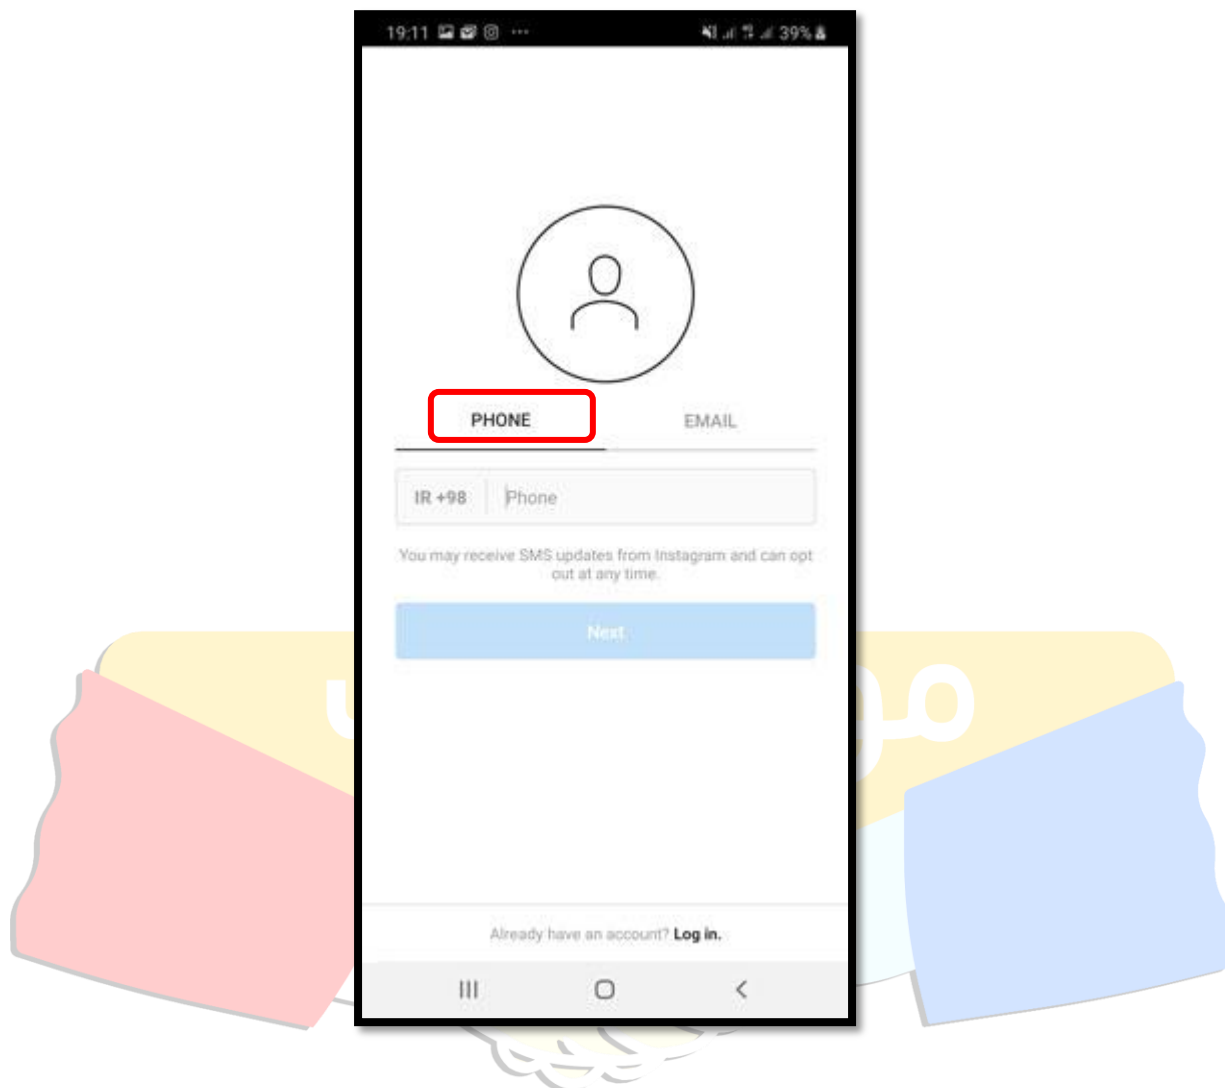 19:11 39%
PHONE EMAIL
IR +98 Phone
You may receive SMS updates from Instagram and can opt
out at any time.
Next
Already have an account? Log in.